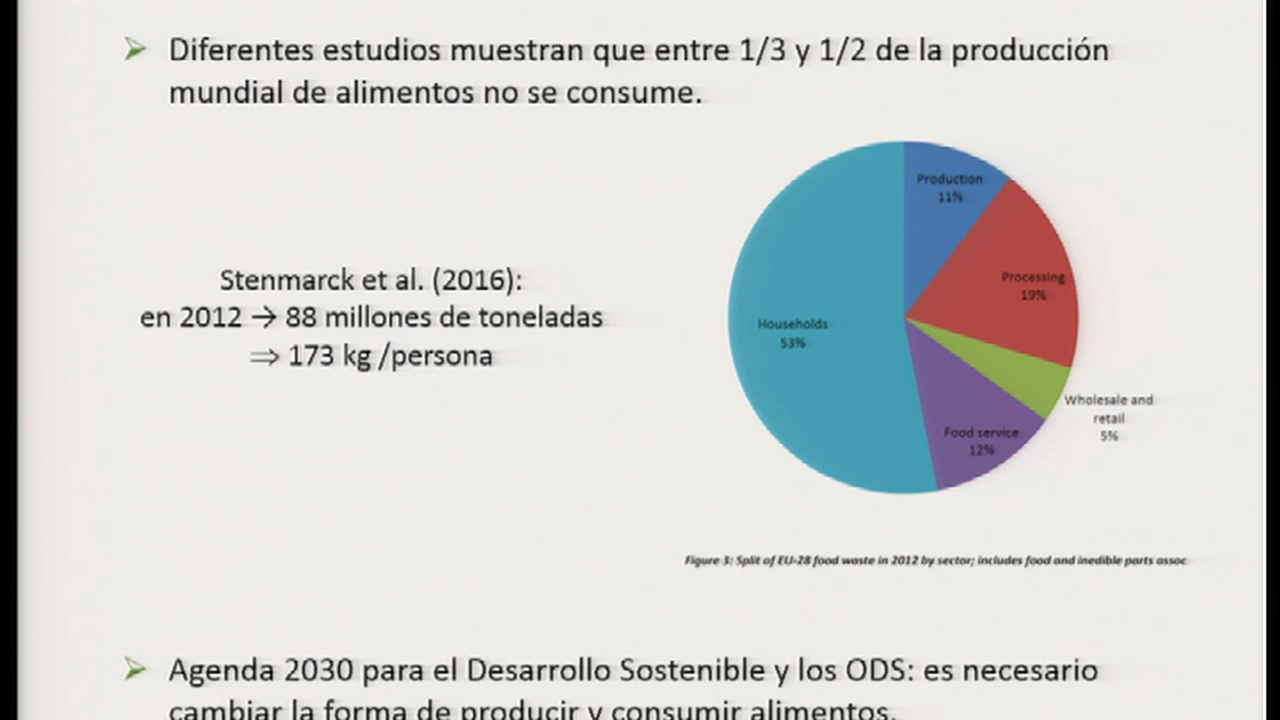 Diferentes estudios muestran que entre 1/3 y 1/2 de la producción
mundial de alimentos no se consume.
Stenmarck et al. (2016):
en 2012 → 88 millones de toneladas
⇒ 173 kg /persona
Production
11%
Processing
19%
Households
53%
Wholesale and
retail
5%
Food service
12%
Figure 3: Split of EU-28 food waste in 2012 by sector; includes food and inedible parts assoc
Agenda 2030 para el Desarrollo Sostenible y los ODS: es necesario
cambiar la forma de producir y consumir alimentos.